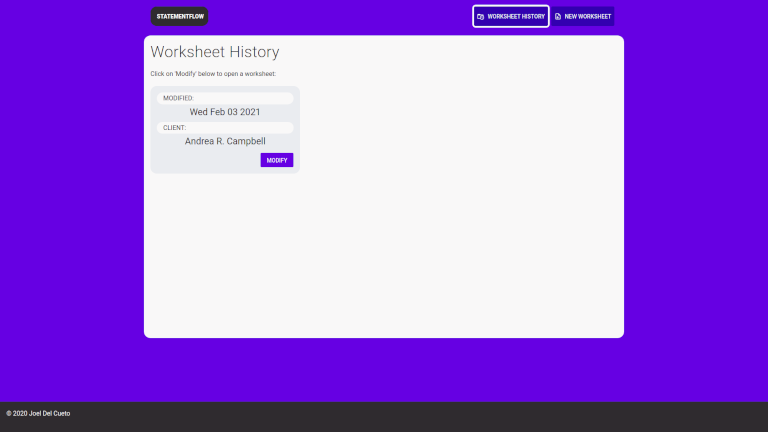 STATEMENTFLOW
WORKSHEET HISTORY
NEW WORKSHEET
Worksheet History
Click on 'Modify' below to open a worksheet:
MODIFIED:
Wed Feb 03 2021
CLIENT:
Andrea R. Campbell
MODIFY
© 2020 Joel Del Cueto